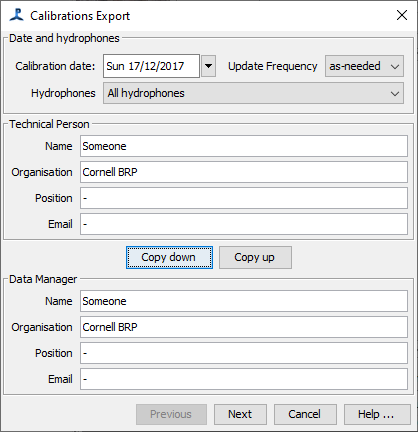 Calibrations Export
Date and hydrophones
Calibration date: Sun 17/12/2017 Update Frequency as-needed
Hydrophones All hydrophones
Technical Person
Name Someone
Organisation Cornell BRP
Position -
Email -
Copy down Copy up
Data Manager
Name Someone
Organisation Cornell BRP
Position -
Email -
Previous Next Cancel Help ...